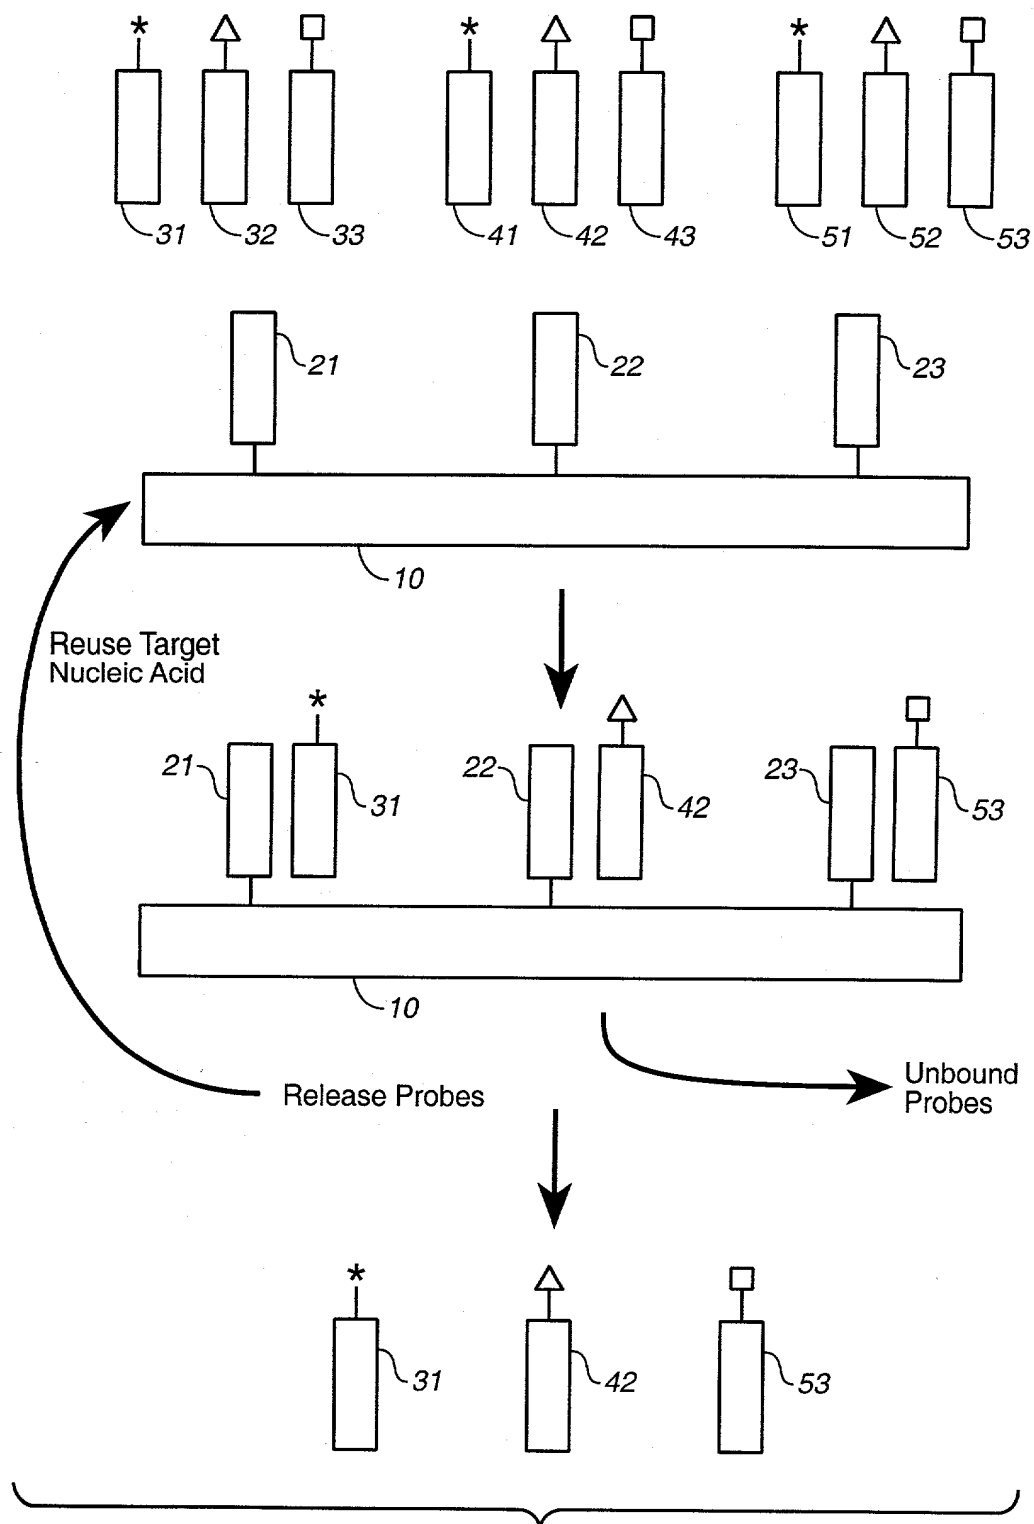 * * *
31 32 33 41 42 43 51 52 53
21 22 23
10
Reuse Target
Nucleic Acid
* 
21 31 22 42 23 53
10
Release Probes
Unbound
Probes
*
31 42 53